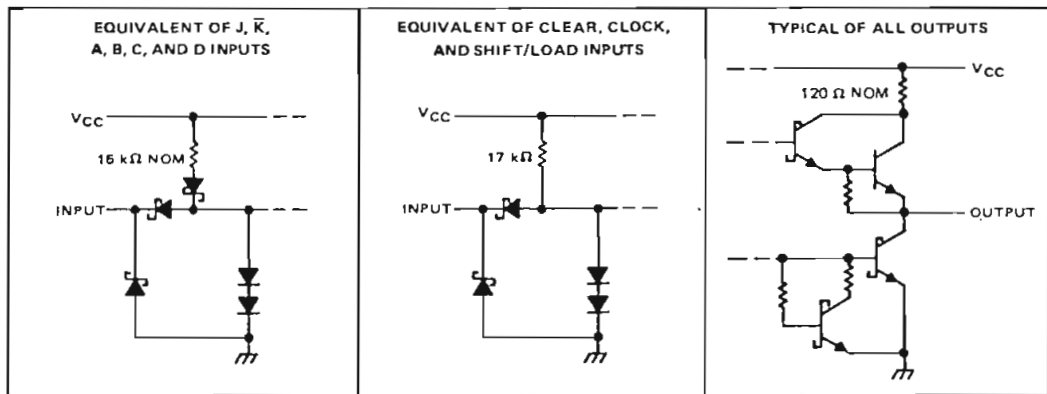 EQUIVALENT OF J, K̅,
A, B, C, AND D INPUTS
VCC
16 kΩ NOM
INPUT
EQUIVALENT OF CLEAR, CLOCK,
AND SHIFT/LOAD INPUTS
VCC
17 kΩ
INPUT
TYPICAL OF ALL OUTPUTS
VCC
120 Ω NOM
OUTPUT